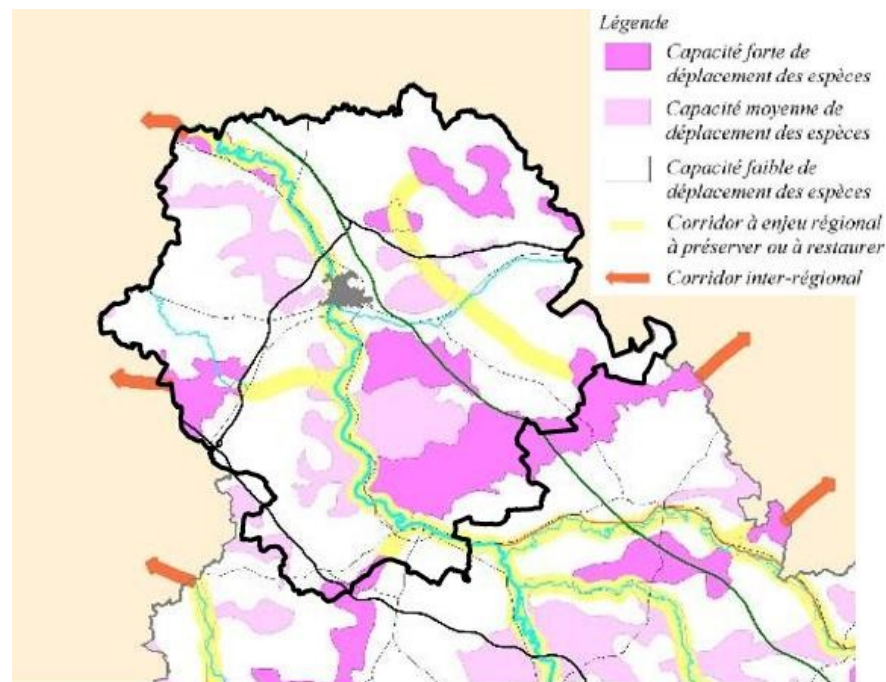 Légende
Capacité forte de
déplacement des espèces
Capacité moyenne de
déplacement des espèces
Capacité faible de
déplacement des espèces
Corridor à enjeu régional
à préserver ou à restaurer
Corridor inter-régional